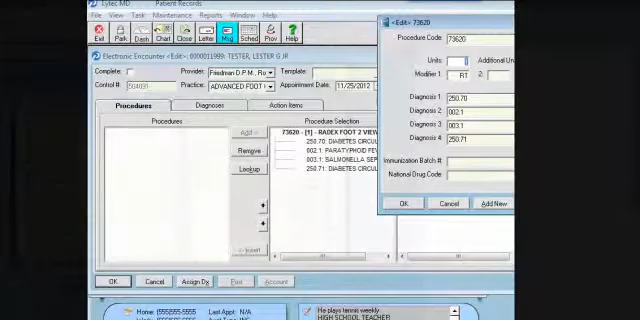 Lytec MD Patient Records
File View Task Maintenance Reports Window Help
Exit Park Dash Chart Close Letter Msg Sched Prov Help
Electronic Encounter <Edit>: 0000011999: TESTER, LESTER G JR
Complete: Provider: Friedman D.P.M., Ro Template:
Control #: Practice: ADVANCED FOOT Appointment Date: 11/25/2012
Procedures Diagnoses Action Items
Procedures Procedure Selection
Add ->
Remove
Lookup
<- Insert
73620 - [1] - RADEX FOOT 2 VIEW
250.70: DIABETES CIRCUL
002.1: PARATYPHOID FEV
003.1: SALMONELLA SEP
250.71: DIABETES CIRCUL
OK Cancel Assign Dx Post Account
Home: (555)555-5555 Last Appt: N/A
He plays tennis weekly
HIGH SCHOOL TEACHER
<Edit> 73620
Procedure Code: 73620
Units: Additional Un
Modifier 1 RT 2:
Diagnosis 1 250.70
Diagnosis 2 002.1
Diagnosis 3 003.1
Diagnosis 4 250.71
Immunization Batch #:
National Drug Code:
OK Cancel Add New